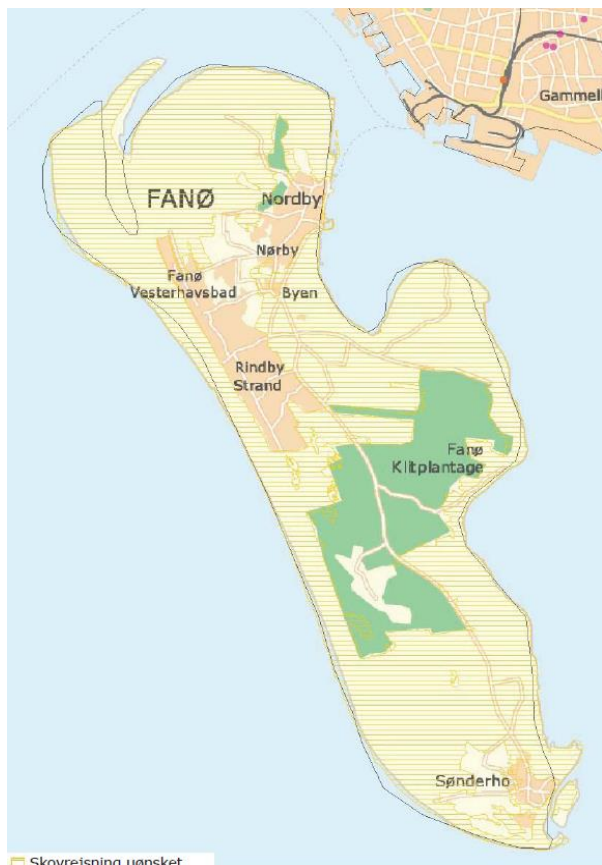 Gammel
FANØ
Nordby
Nørby
Fanø
Vesterhavsbad
Byen
Rindby
Strand
Fanø
Klitplantage
Sønderho
Skovrejsning uønsket